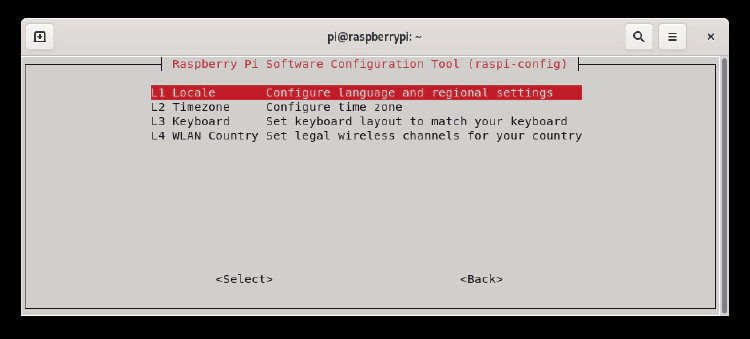 pi@raspberrypi: ~
Raspberry Pi Software Configuration Tool (raspi-config)
L1 Locale Configure language and regional settings
L2 Timezone Configure time zone
L3 Keyboard Set keyboard layout to match your keyboard
L4 WLAN Country Set legal wireless channels for your country
<Select> <Back>